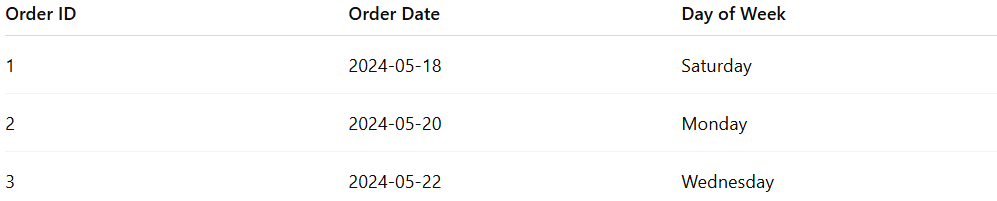 Order ID Order Date Day of Week
1 2024-05-18 Saturday
2 2024-05-20 Monday
3 2024-05-22 Wednesday